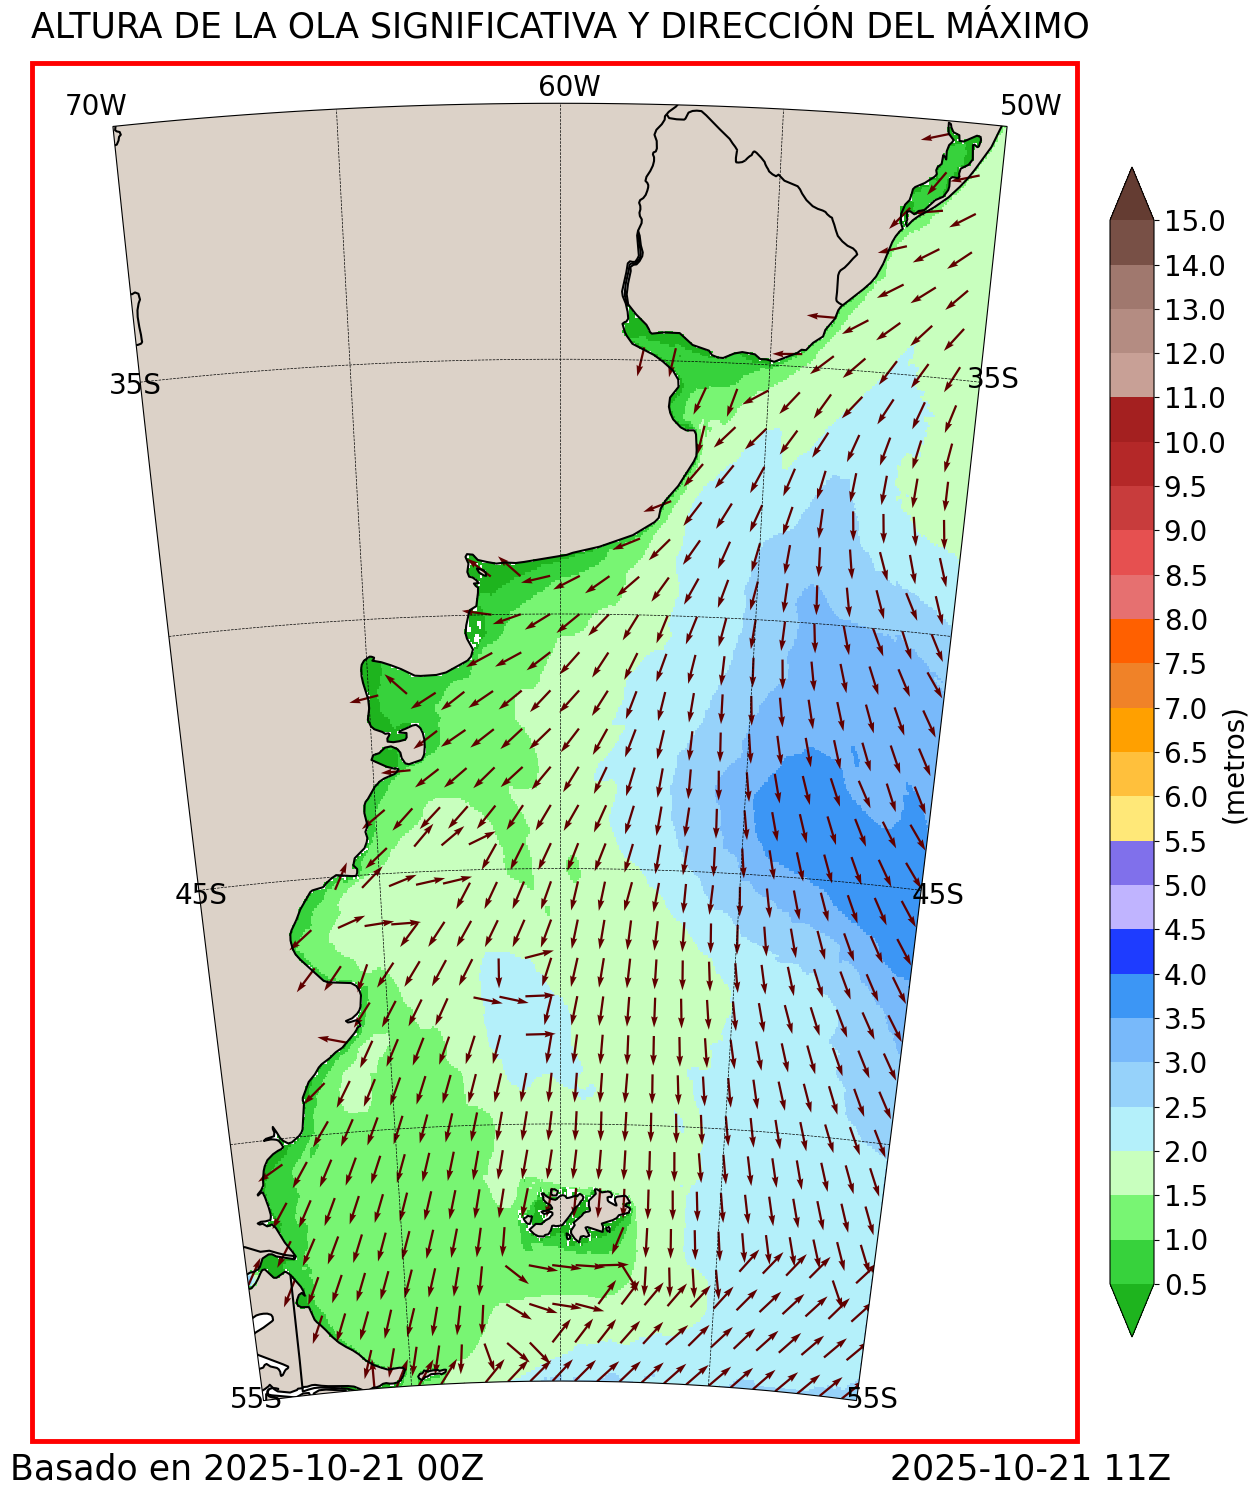 ALTURA DE LA OLA SIGNIFICATIVA Y DIRECCIÓN DEL MÁXIMO
70W
60W
50W
35S
35S
45S
45S
55S
55S
15.0
14.0
13.0
12.0
11.0
10.0
9.5
9.0
8.5
8.0
7.5
7.0
6.5
6.0
5.5
5.0
4.5
4.0
3.5
3.0
2.5
2.0
1.5
1.0
0.5
(metros)
Basado en 2025-10-21 00Z
2025-10-21 11Z